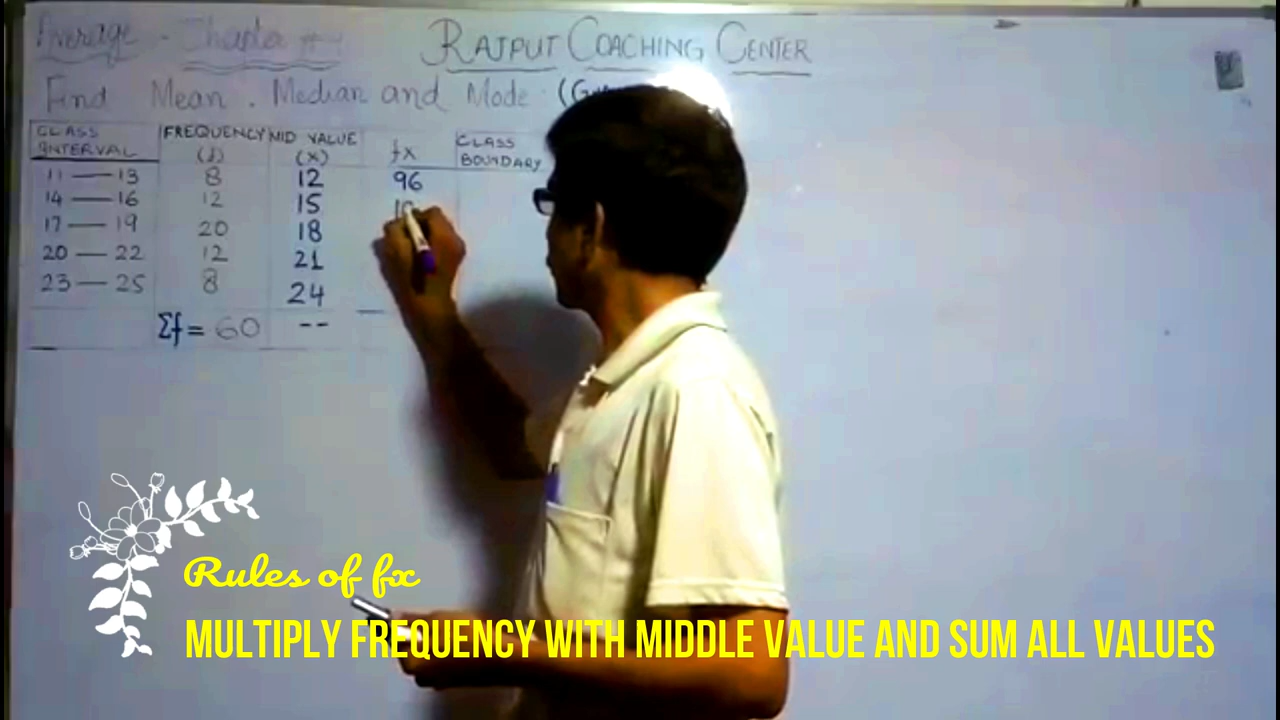 Average - Chapter # 4 RAJPUT COACHING CENTER
Find Mean, Median and Mode
CLASS INTERVAL FREQUENCY (f) MID VALUE (x) fx CLASS BOUNDARY
11 — 13 8 12 96
14 — 16 12 15
17 — 19 20 18
20 — 22 12 21
23 — 25 8 24
Σf = 60 --
Rules of fx
MULTIPLY FREQUENCY WITH MIDDLE VALUE AND SUM ALL VALUES